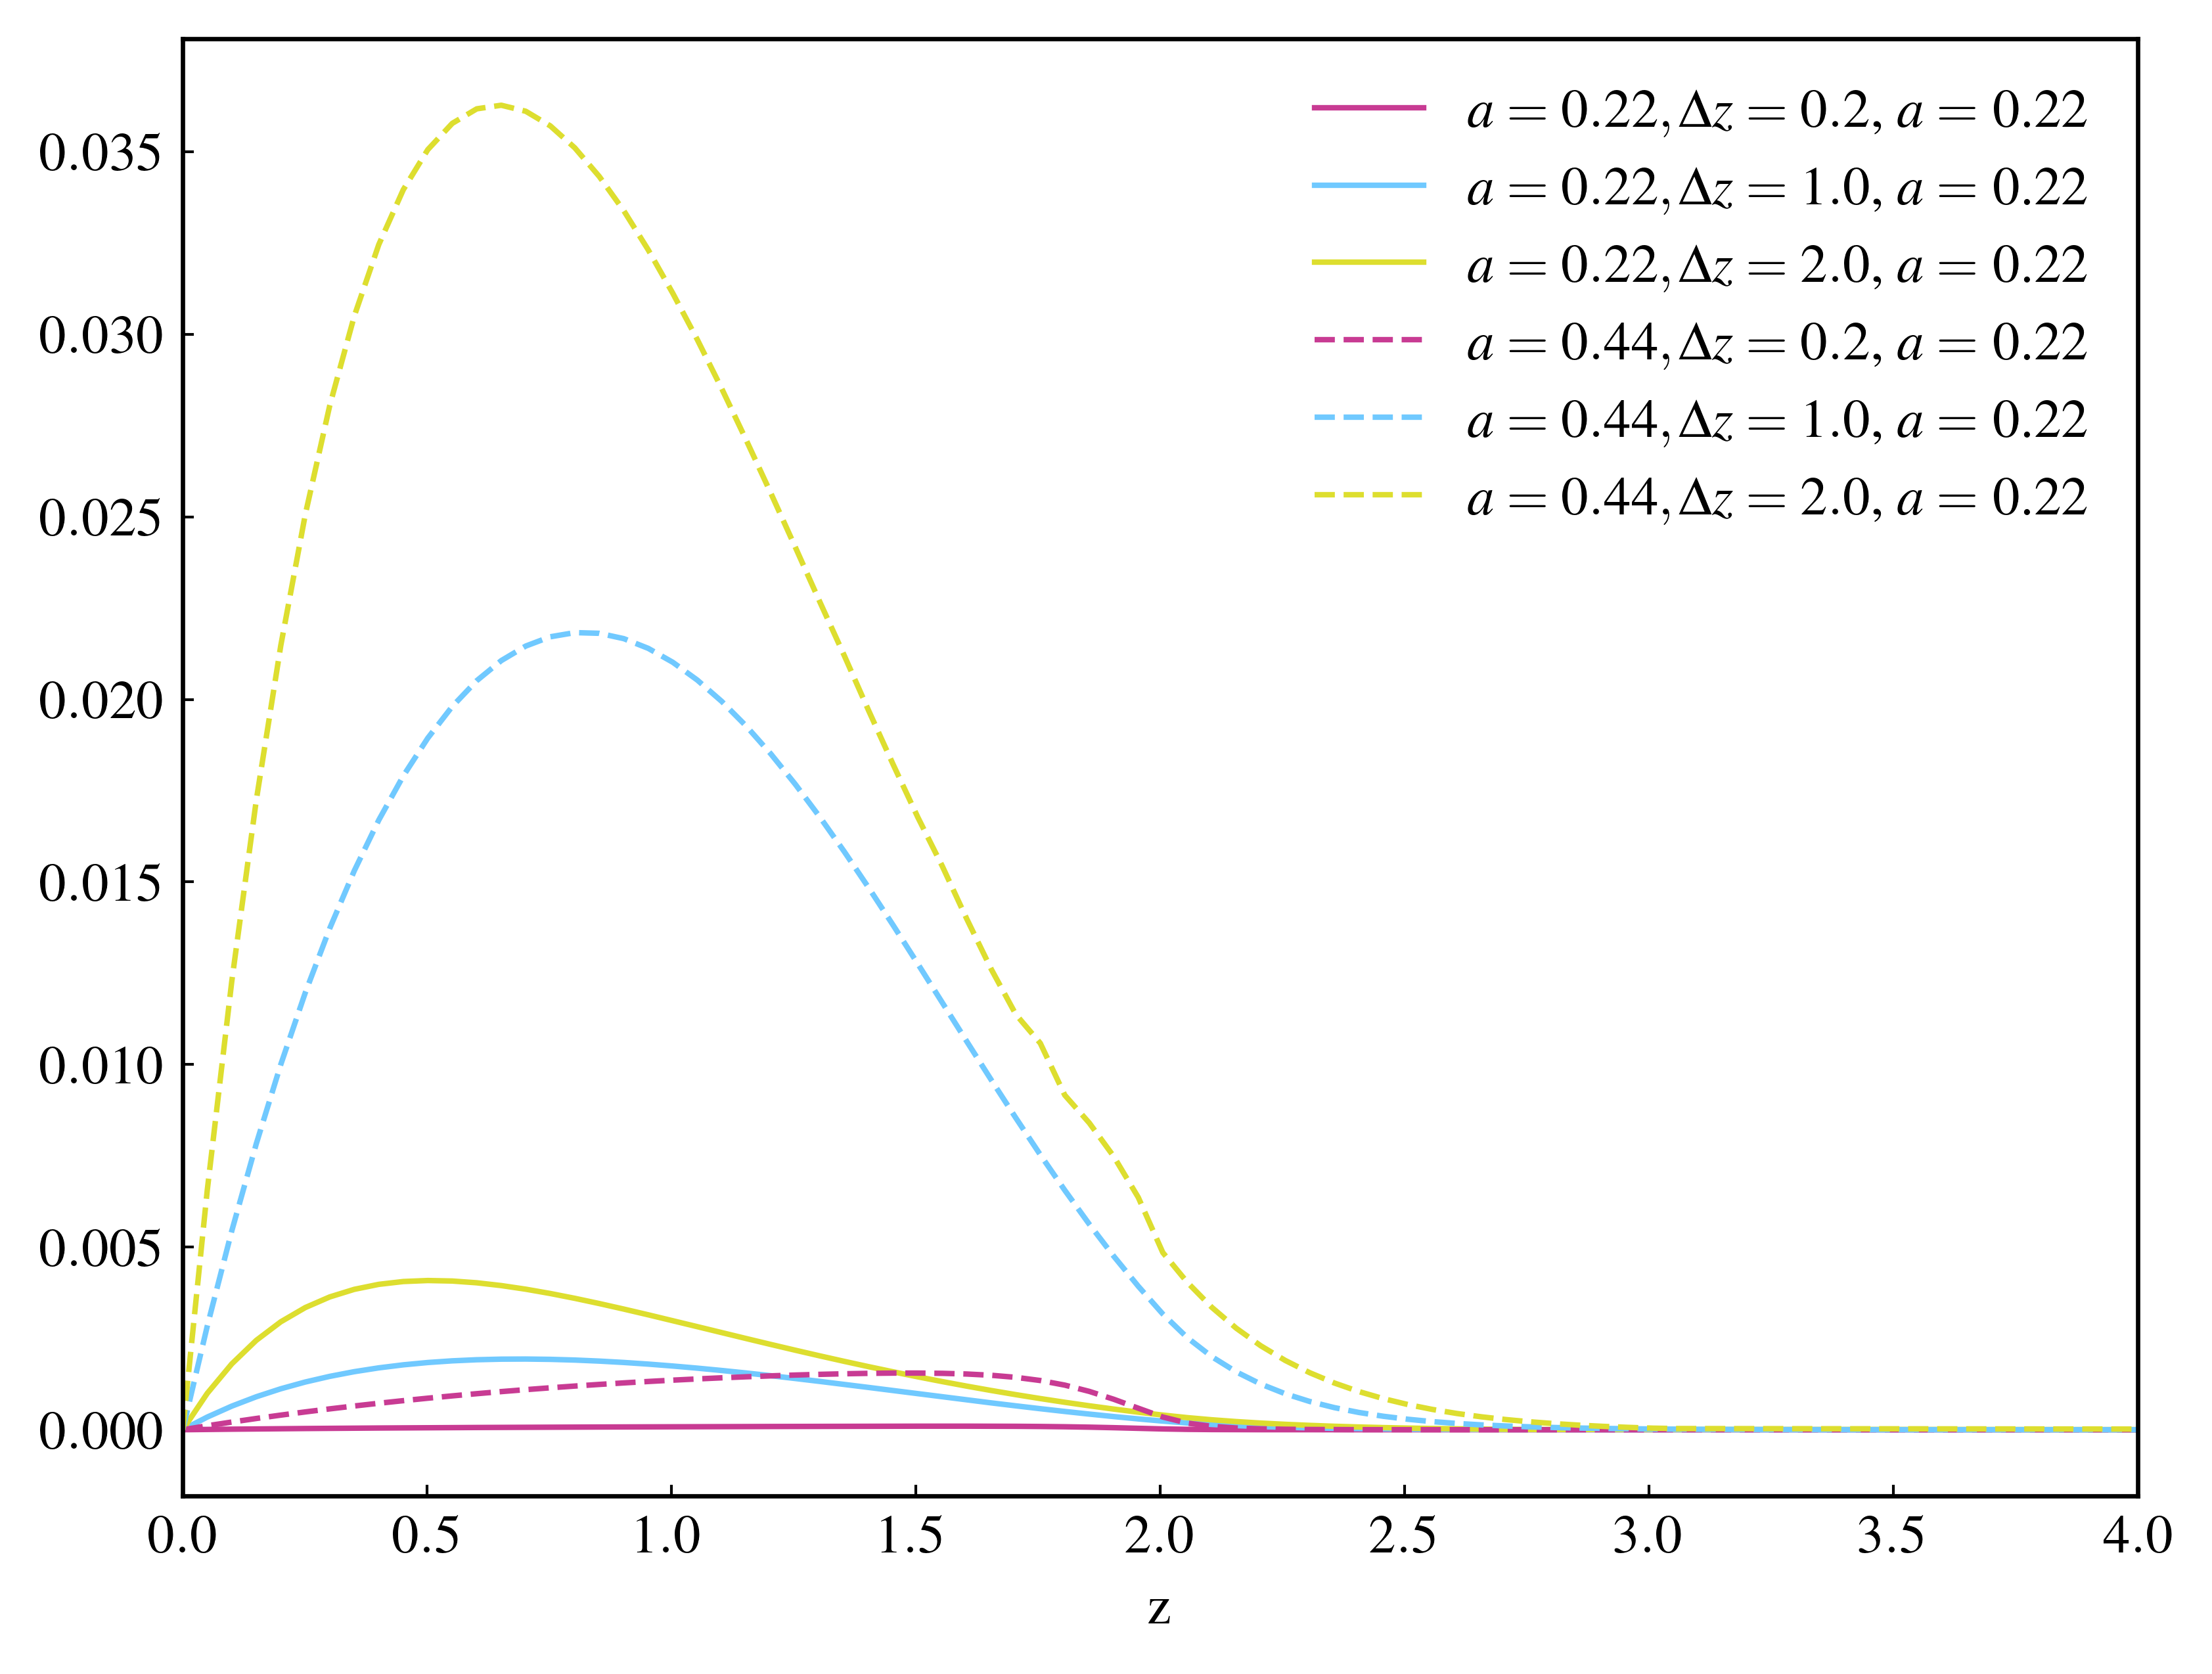 a = 0.22, Δz = 0.2, a = 0.22
a = 0.22, Δz = 1.0, a = 0.22
a = 0.22, Δz = 2.0, a = 0.22
a = 0.44, Δz = 0.2, a = 0.22
a = 0.44, Δz = 1.0, a = 0.22
a = 0.44, Δz = 2.0, a = 0.22
0.035
0.030
0.025
0.020
0.015
0.010
0.005
0.000
0.0 0.5 1.0 1.5 2.0 2.5 3.0 3.5 4.0
z